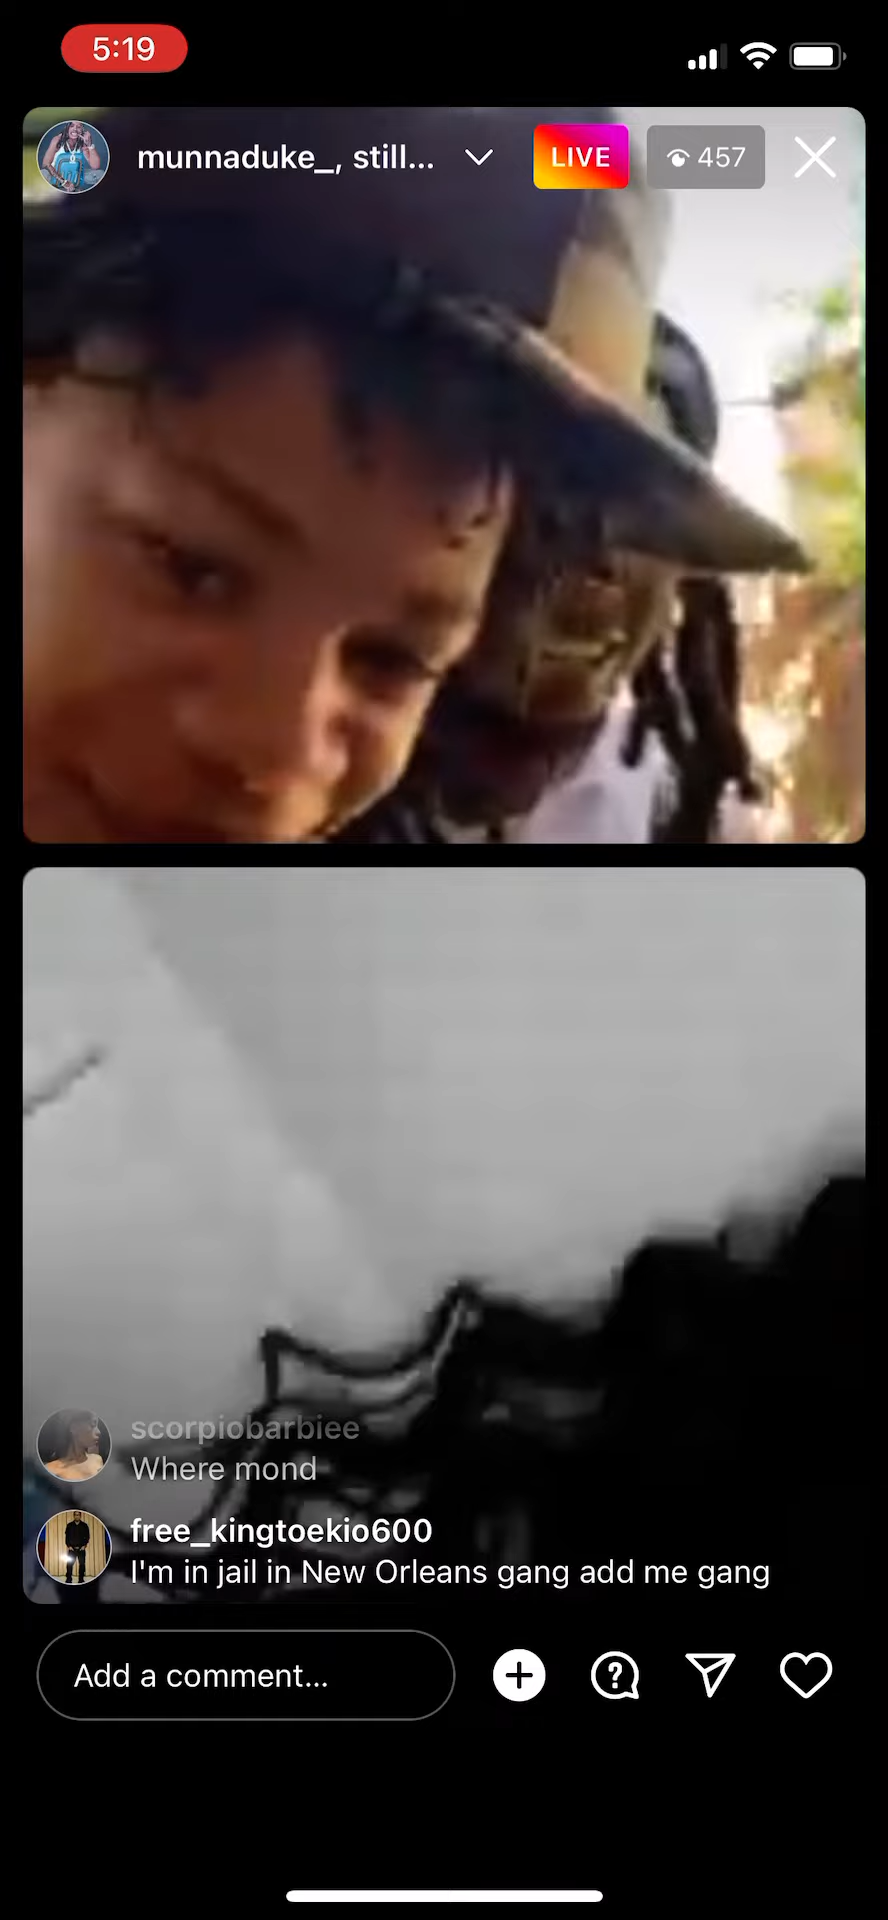 5:19
munnaduke_, still...
LIVE
457
scorpiobarbiee
Where mond
free_kingtoekio600
I'm in jail in New Orleans gang add me gang
Add a comment...